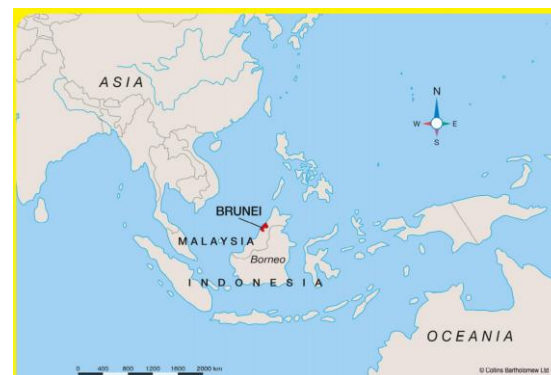 ASIA
N
W E
S
BRUNEI
MALAYSIA
Borneo
INDONESIA
OCEANIA
0 400 800 1200 1600 2000 km
© Collins Bartholomew Ltd